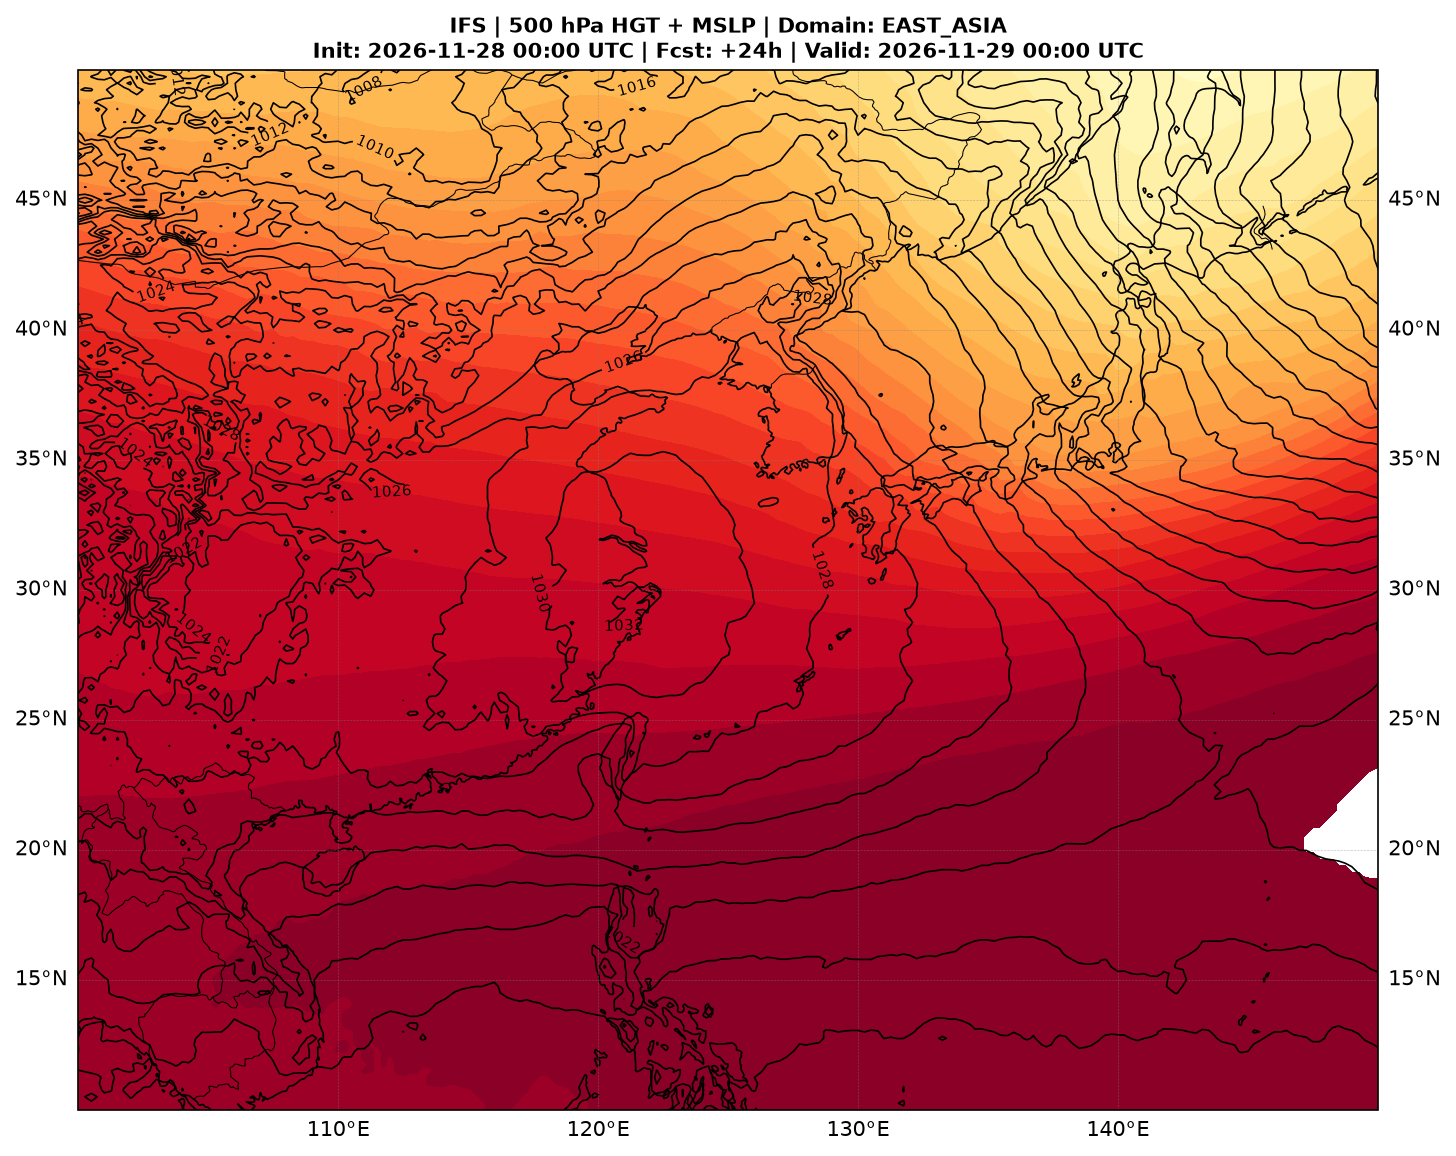 IFS | 500 hPa HGT + MSLP | Domain: EAST_ASIA
Init: 2026-11-28 00:00 UTC | Fcst: +24h | Valid: 2026-11-29 00:00 UTC
1008
1016
1012
1010
45°N
45°N
1024
1028
40°N
40°N
1026
1024
35°N
35°N
1026
1022
1028
30°N
30°N
1030
1024
1032
1022
25°N
25°N
20°N
20°N
022
15°N
15°N
110°E
120°E
130°E
140°E